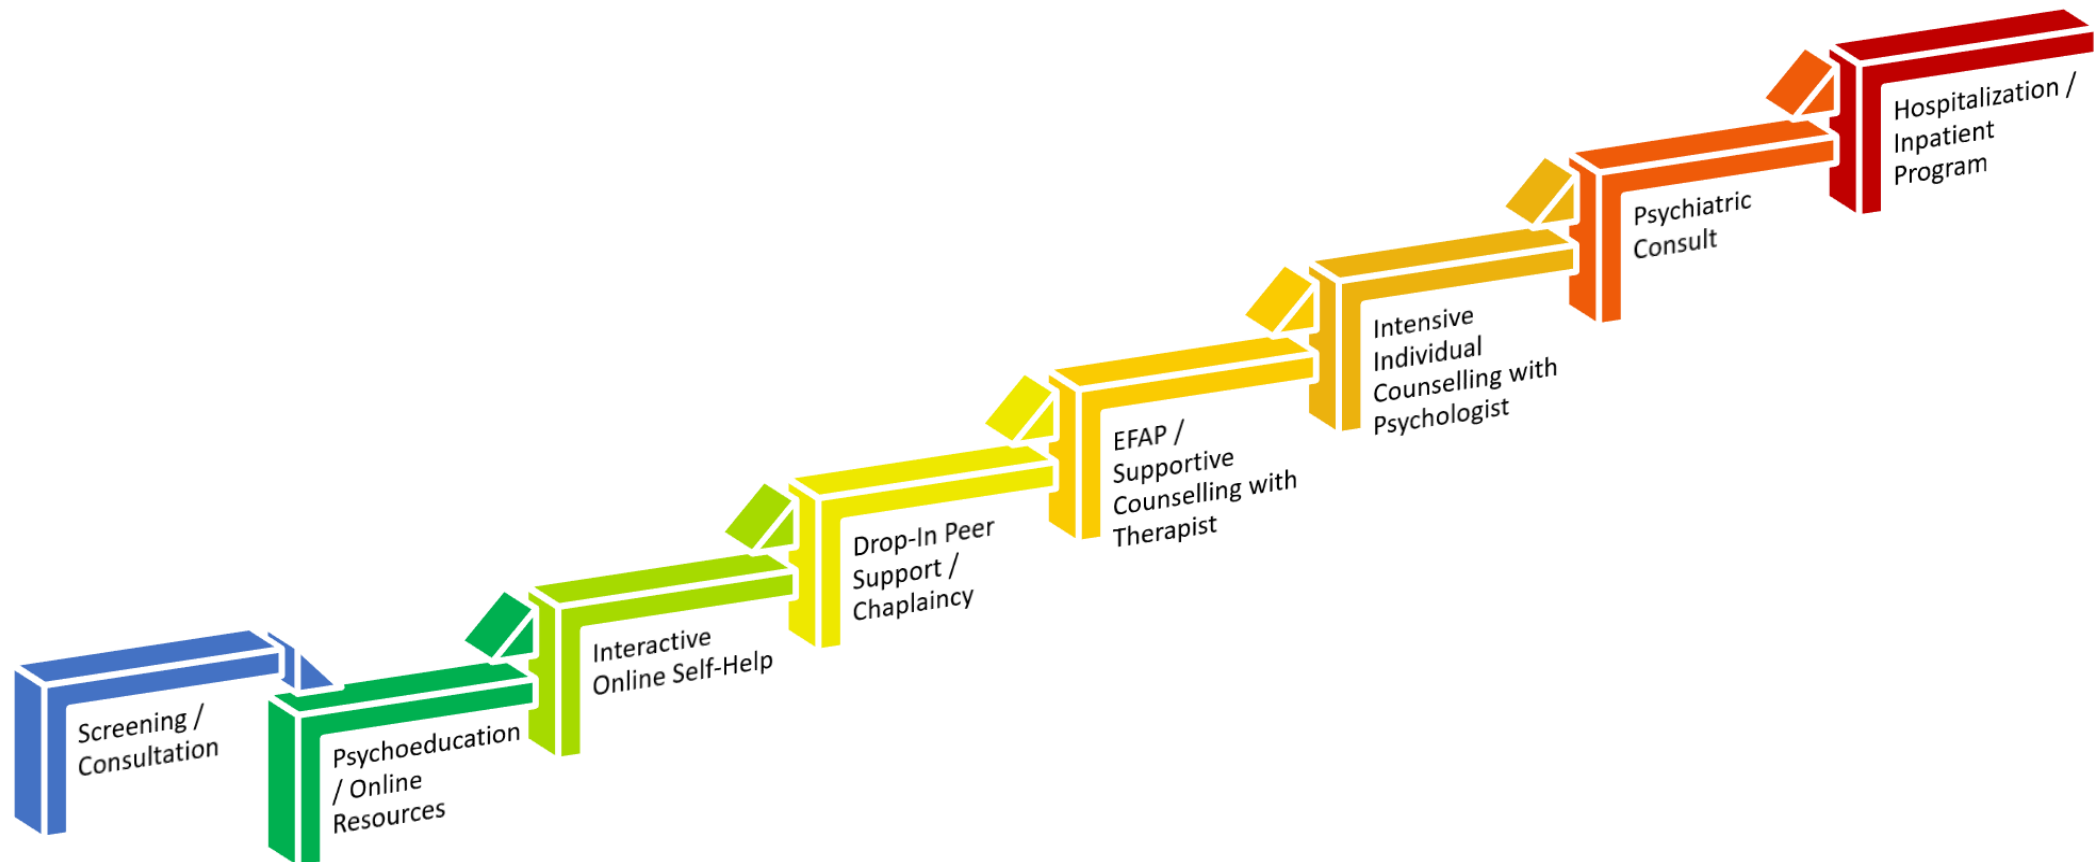 Screening /
Consultation
Psychoeducation
/ Online
Resources
Interactive
Online Self-Help
Drop-In Peer
Support /
Chaplaincy
EFAP /
Supportive
Counselling with
Therapist
Intensive
Individual
Counselling with
Psychologist
Psychiatric
Consult
Hospitalization /
Inpatient
Program